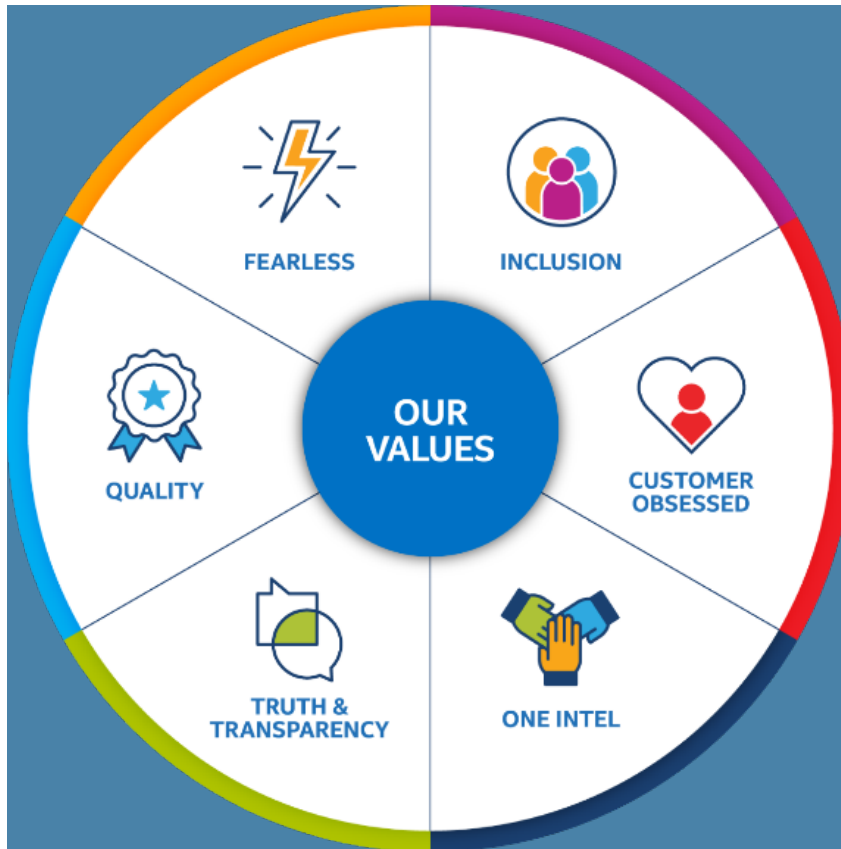 FEARLESS
INCLUSION
QUALITY
OUR
VALUES
CUSTOMER
OBSESSED
TRUTH &
TRANSPARENCY
ONE INTEL